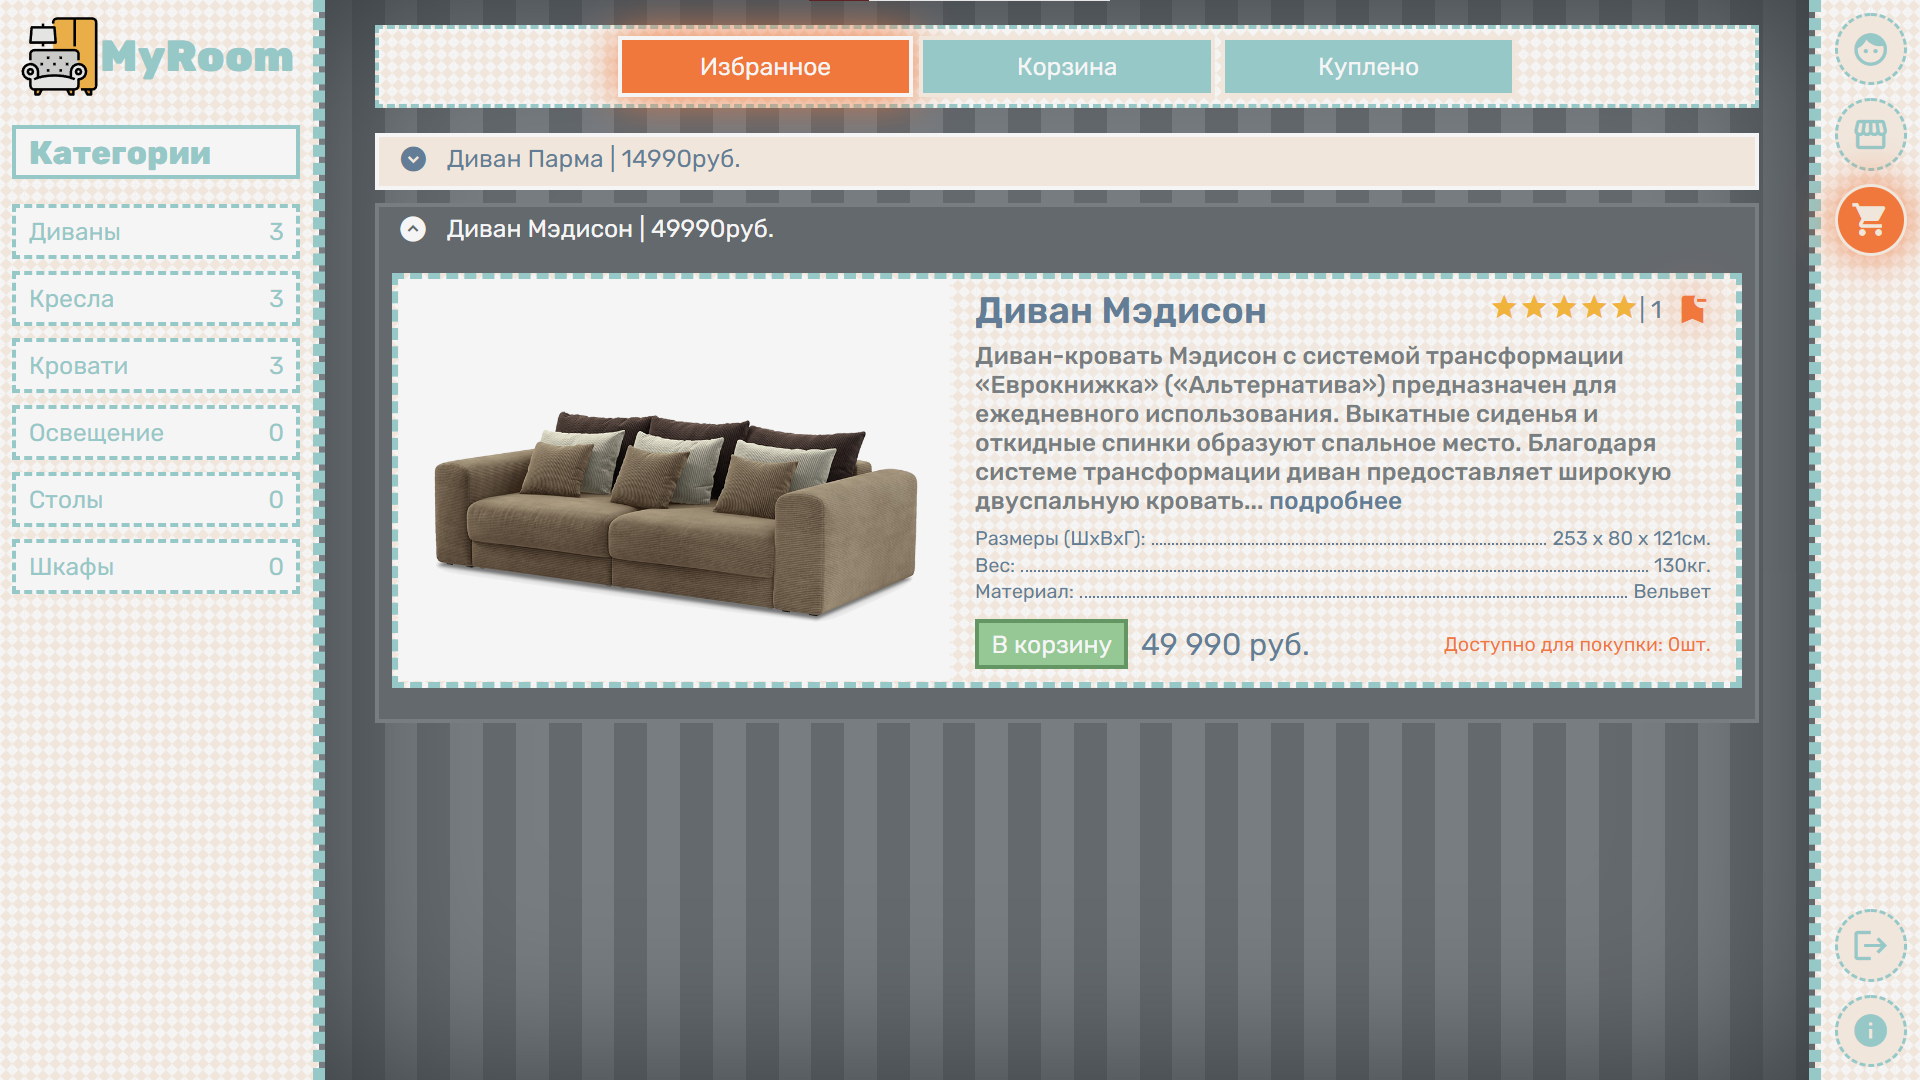 MyRoom
Категории
Диваны 3
Кресла 3
Кровати 3
Освещение 0
Столы 0
Шкафы 0
Избранное
Корзина
Куплено
Диван Парма | 14990руб.
Диван Мэдисон | 49990руб.
Диван Мэдисон
| 1
Диван-кровать Мэдисон с системой трансформации
«Еврокнижка» («Альтернатива») предназначен для
ежедневного использования. Выкатные сиденья и
откидные спинки образуют спальное место. Благодаря
системе трансформации диван предоставляет широкую
двуспальную кровать... подробнее
Размеры (ШхВхГ): 253 x 80 x 121см.
Вес: 130кг.
Материал: Вельвет
В корзину
49 990 руб.
Доступно для покупки: 0шт.